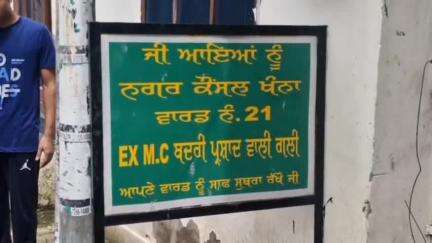 ਜੀ ਆਇਆਂ ਨੂੰ
ਨਗਰ ਕੌਂਸਲ ਖੰਨਾ
ਵਾਰਡ ਨੰ. 21
EX M.C ਬਦਰੀ ਪ੍ਰਸ਼ਾਦ ਵਾਲੀ ਗਲੀ
ਆਪਣੇ ਵਾਰਡ ਨੂੰ ਸਾਫ ਸੁਥਰਾ ਰੱਖੋ ਜੀ